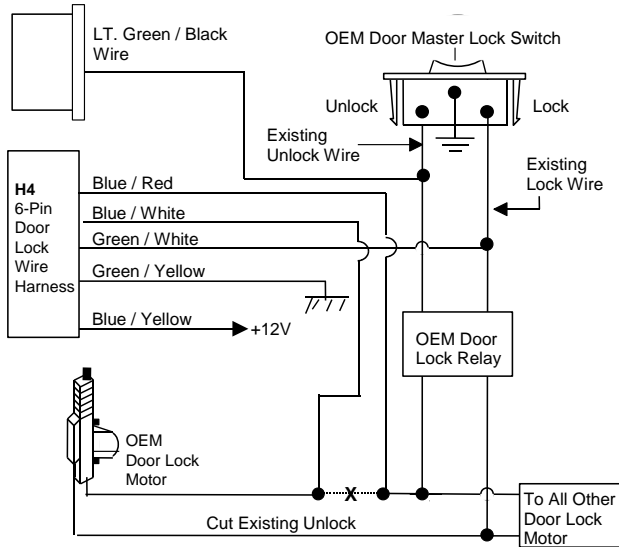 LT. Green / Black
Wire
OEM Door Master Lock Switch
Unlock
Lock
Existing
Unlock Wire
Existing
Lock Wire
H4
6-Pin
Door
Lock
Wire
Harness
Blue / Red
Blue / White
Green / White
Green / Yellow
Blue / Yellow
+12V
OEM Door
Lock Relay
OEM
Door Lock
Motor
X
Cut Existing Unlock
To All Other
Door Lock
Motor